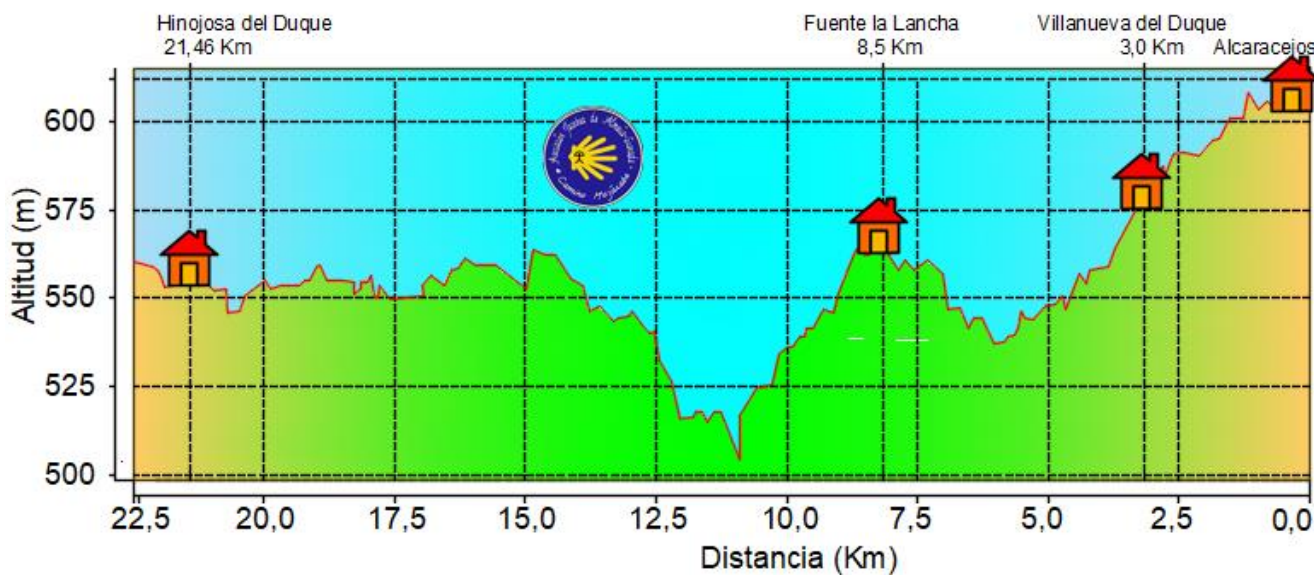 Hinojosa del Duque
21,46 Km
Fuente la Lancha
8,5 Km
Villanueva del Duque
3,0 Km
Alcaracejos
Altitud (m)
600
575
550
525
500
22,5 20,0 17,5 15,0 12,5 10,0 7,5 5,0 2,5 0,0
Distancia (Km)
Camino Mozárabe